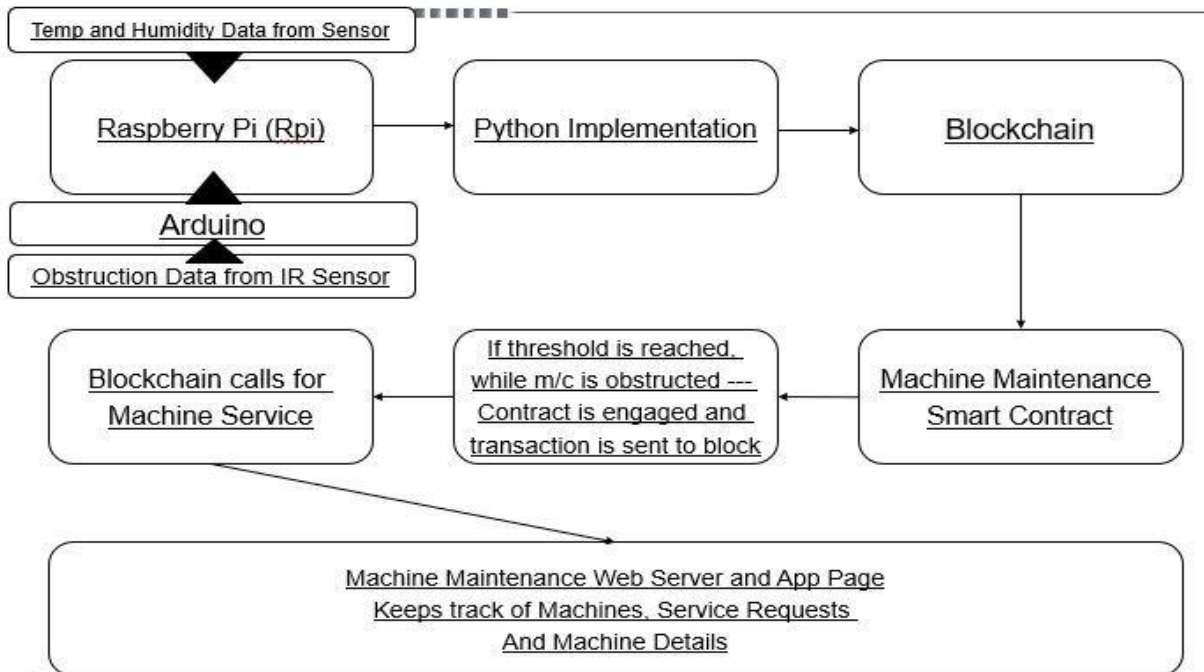 Temp and Humidity Data from Sensor
Raspberry Pi (Rpi)
Python Implementation
Blockchain
Arduino
Obstruction Data from IR Sensor
Blockchain calls for
Machine Service
If threshold is reached,
while m/c is obstructed ---
Contract is engaged and
transaction is sent to block
Machine Maintenance
Smart Contract
Machine Maintenance Web Server and App Page
Keeps track of Machines, Service Requests
And Machine Details